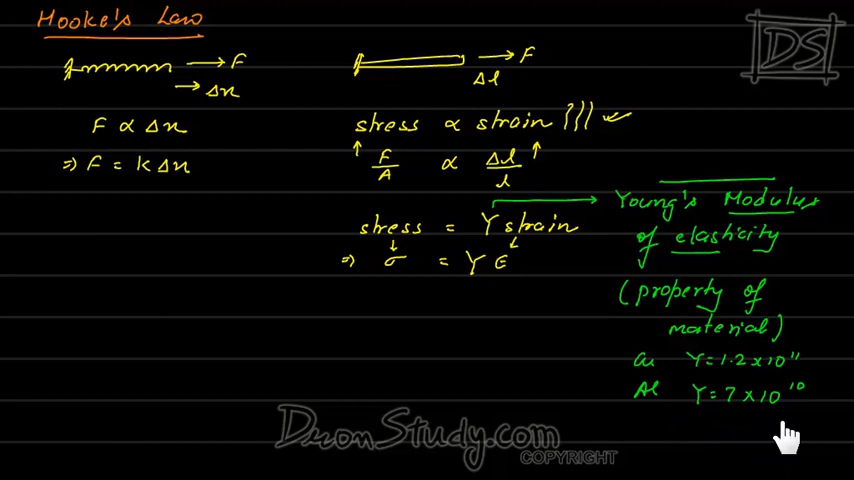 Hooke's Law
DS
F
Δx
F ∝ Δx
⇒ F = kΔx
F
Δl
stress ∝ strain
F/A ∝ Δl/l
stress = Y strain
⇒ σ = Y ϵ
Young's Modulus
of elasticity
(property of
material)
Cu Y = 1.2 x 10¹¹
Al Y = 7 x 10¹⁰
DronStudy.com
COPYRIGHT